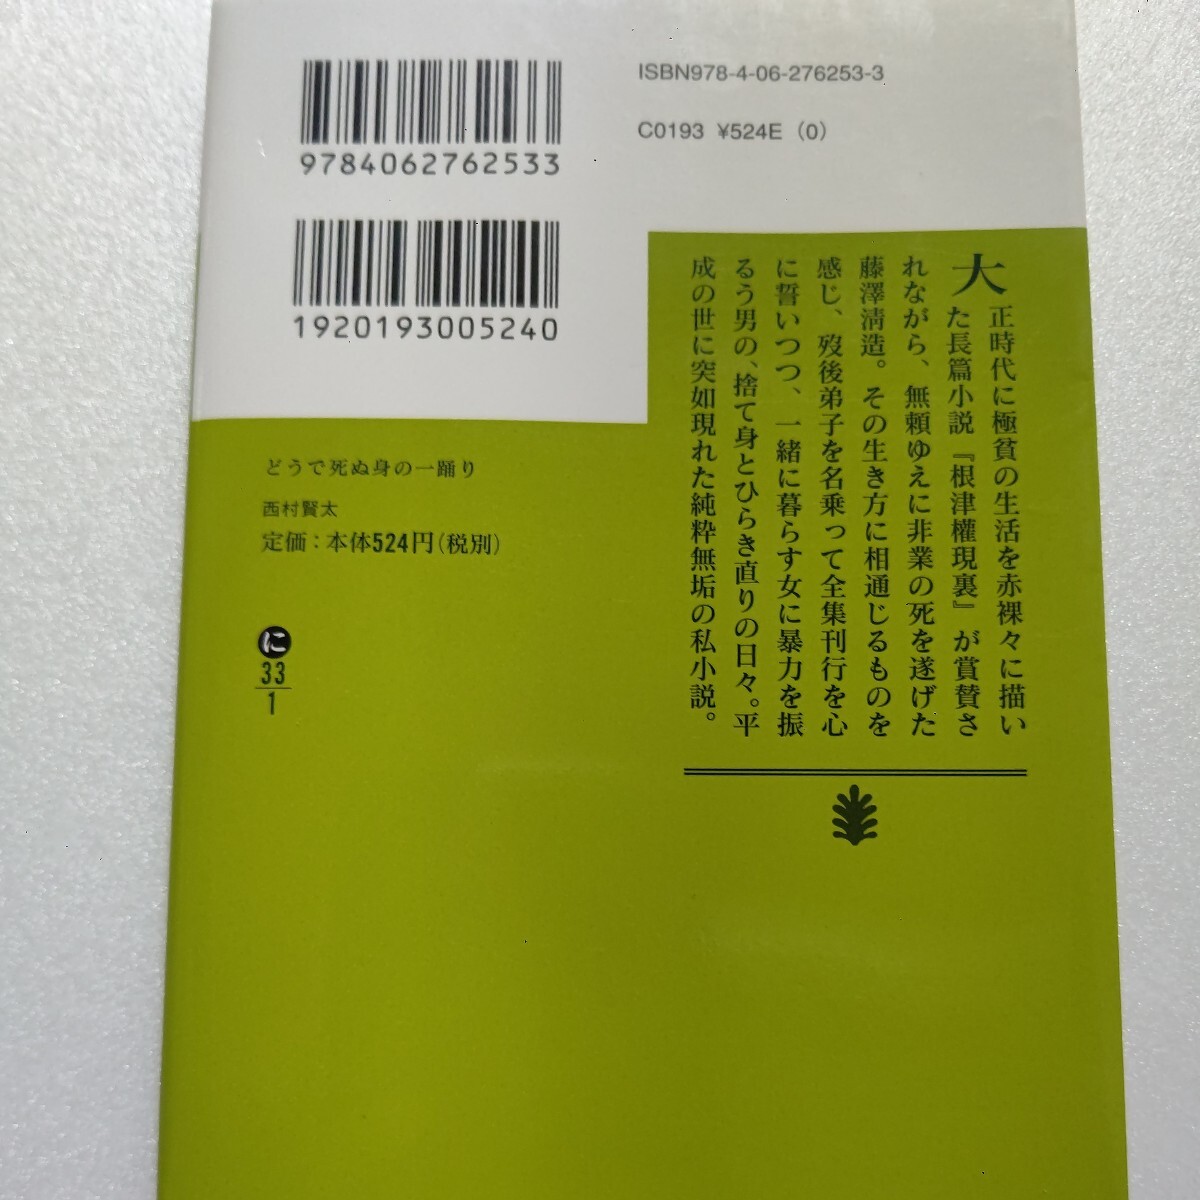 ISBN978-4-06-276253-3
C0193 ¥524E (0)
9784062762533
1920193005240
大正時代に極貧の生活を赤裸々に描い
た長篇小説『根津權現裏』が賞賛さ
れながら、無頼ゆえに非業の死を遂げた
藤澤淸造。その生き方に相通じるものを
感じ、歿後弟子を名乗って全集刊行を心
に誓いつつ、一緒に暮らす女に暴力を振
るう男の、捨て身とひらき直りの日々。平
成の世に突如現れた純粋無垢の私小説。
どうで死ぬ身の一踊り
西村賢太
定価：本体524円（税別）
に
33
1